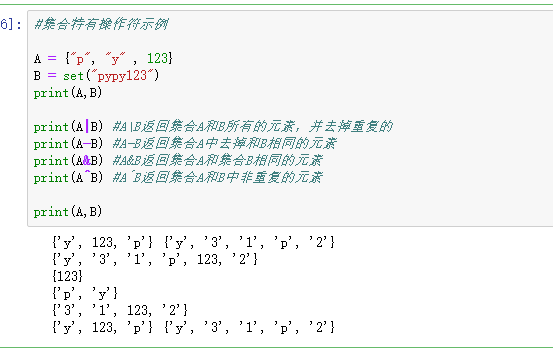 6]: #集合特有操作符示例
A = {"p", "y" , 123}
B = set("pypy123")
print(A,B)
print(A|B) #A|B返回集合A和B所有的元素，并去掉重复的
print(A-B) #A-B返回集合A中去掉和B相同的元素
print(A&B) #A&B返回集合A和集合B相同的元素
print(A^B) #A^B返回集合A和B中非重复的元素
print(A,B)
{'y', 123, 'p'} {'y', '3', '1', 'p', '2'}
{'y', '3', '1', 'p', 123, '2'}
{123}
{'p', 'y'}
{'3', '1', 123, '2'}
{'y', 123, 'p'} {'y', '3', '1', 'p', '2'}